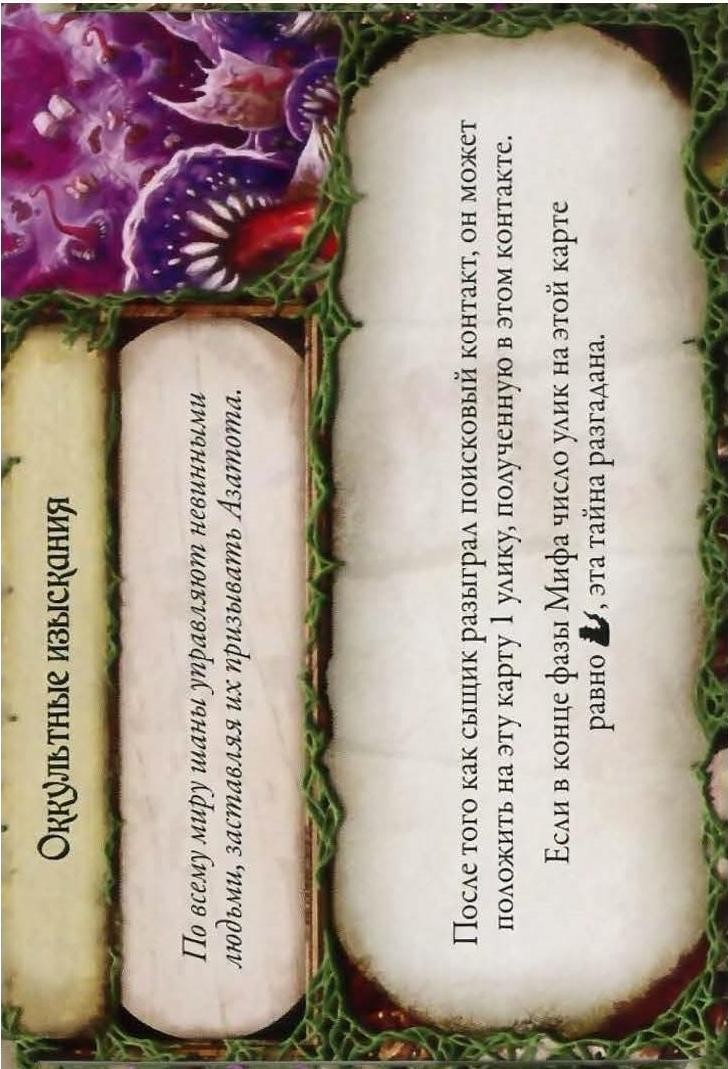 Оккультные изыскания
По всему миру шаны управляют невинными
людьми, заставляя их призывать Азатота.
После того как сыщик разыграл поисковый контакт, он может
положить на эту карту 1 улику, полученную в этом контакте.
Если в конце фазы Мифа число улик на этой карте
равно , эта тайна разгадана.